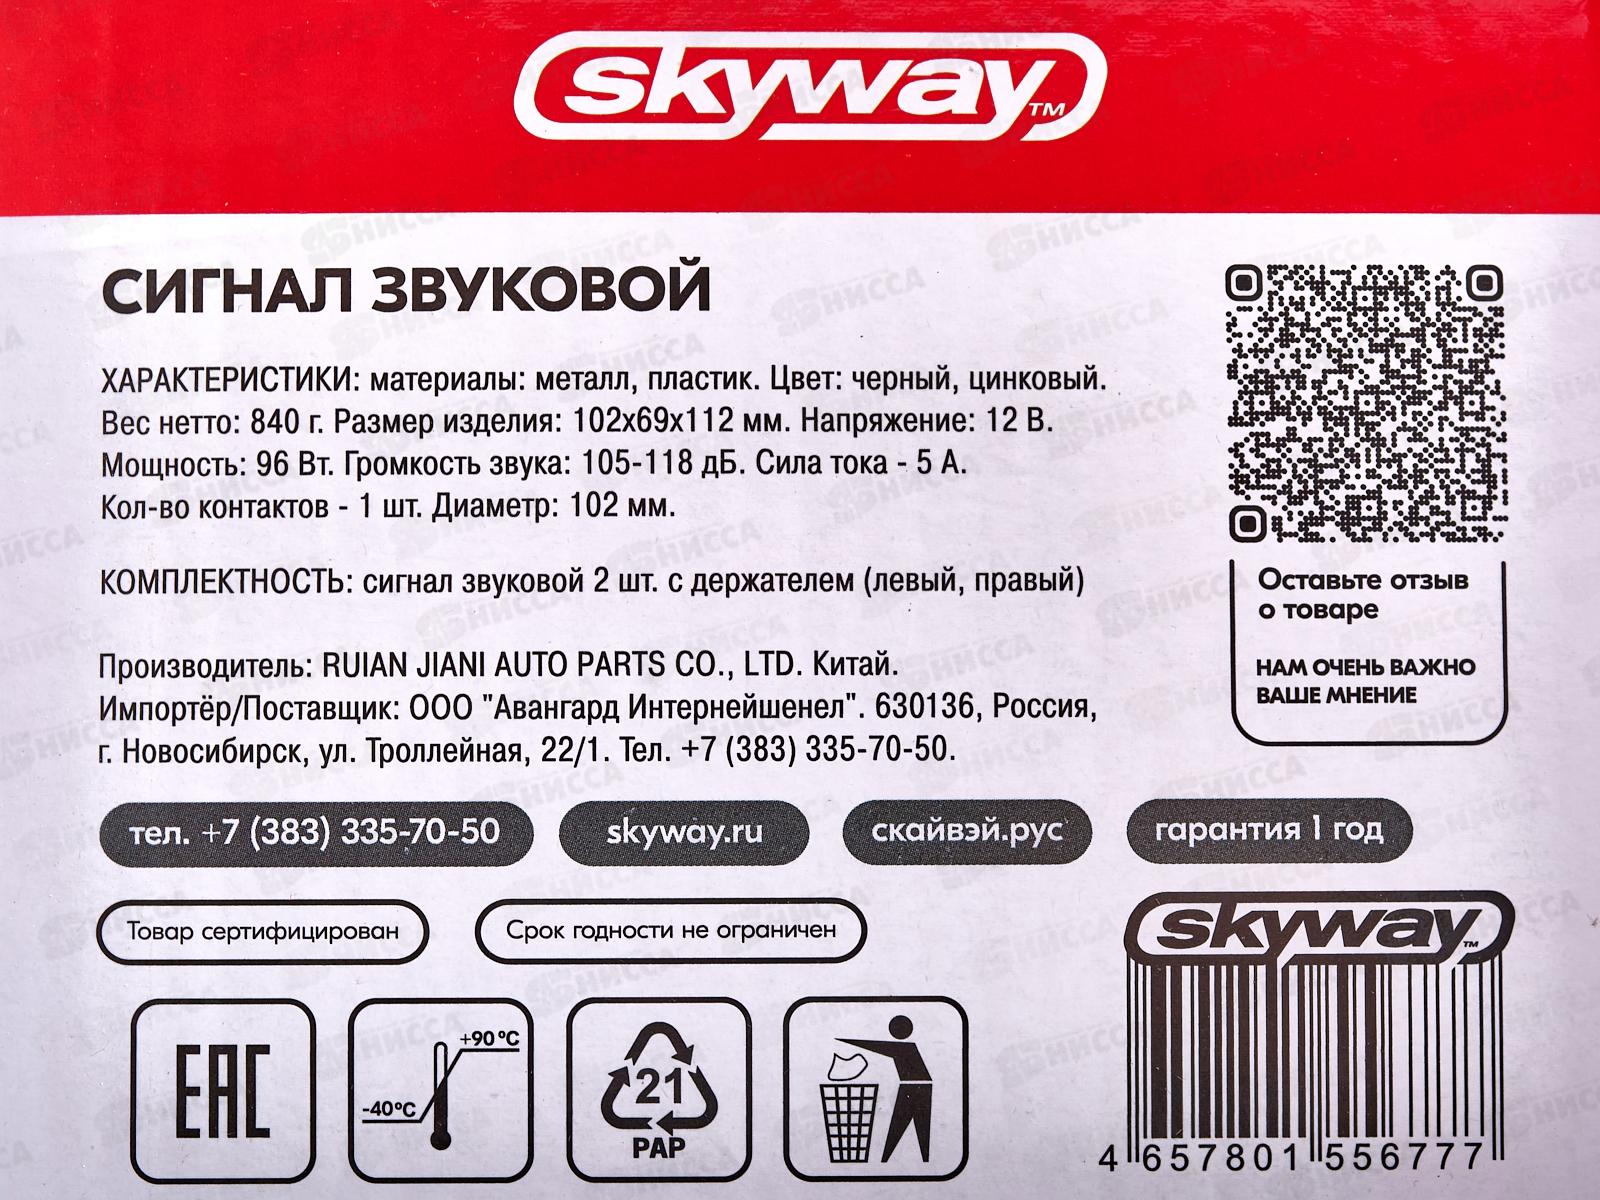 skyway™
СИГНАЛ ЗВУКОВОЙ
ХАРАКТЕРИСТИКИ: материалы: металл, пластик. Цвет: черный, цинковый.
Вес нетто: 840 г. Размер изделия: 102х69х112 мм. Напряжение: 12 В.
Мощность: 96 Вт. Громкость звука: 105-118 дБ. Сила тока - 5 А.
Кол-во контактов - 1 шт. Диаметр: 102 мм.
КОМПЛЕКТНОСТЬ: сигнал звуковой 2 шт. с держателем (левый, правый)
Производитель: RUIAN JIANI AUTO PARTS CO., LTD. Китай.
Импортёр/Поставщик: ООО "Авангард Интернейшенел". 630136, Россия,
г. Новосибирск, ул. Троллейная, 22/1. Тел. +7 (383) 335-70-50.
Оставьте отзыв
о товаре
НАМ ОЧЕНЬ ВАЖНО
ВАШЕ МНЕНИЕ
тел. +7 (383) 335-70-50
skyway.ru
скайвэй.рус
гарантия 1 год
Товар сертифицирован
Срок годности не ограничен
skyway™
EAC
+90 ºC
-40ºC
21
PAP
4 657801 556777
ЯБНИССА